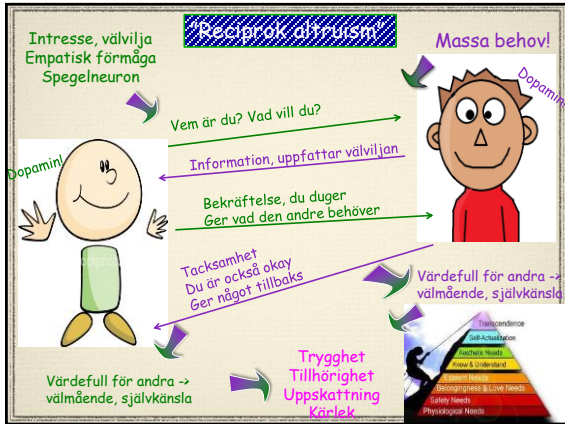 "Reciprok altruism"
Intresse, välvilja
Empatisk förmåga
Spegelneuron
Massa behov!
Dopamin!
Vem är du? Vad vill du?
Dopamin!
Information, uppfattar välviljan
Bekräftelse, du duger
Ger vad den andre behöver
Tacksamhet
Du är också okay
Ger något tillbaks
Värdefull för andra ->
välmående, självkänsla
Transcendence
Self-Actualization
Aesthetic Needs
Know & Understand
Esteem Needs
Belongingness & Love Needs
Safety Needs
Physiological Needs
Värdefull för andra ->
välmående, självkänsla
Trygghet
Tillhörighet
Uppskattning
Kärlek